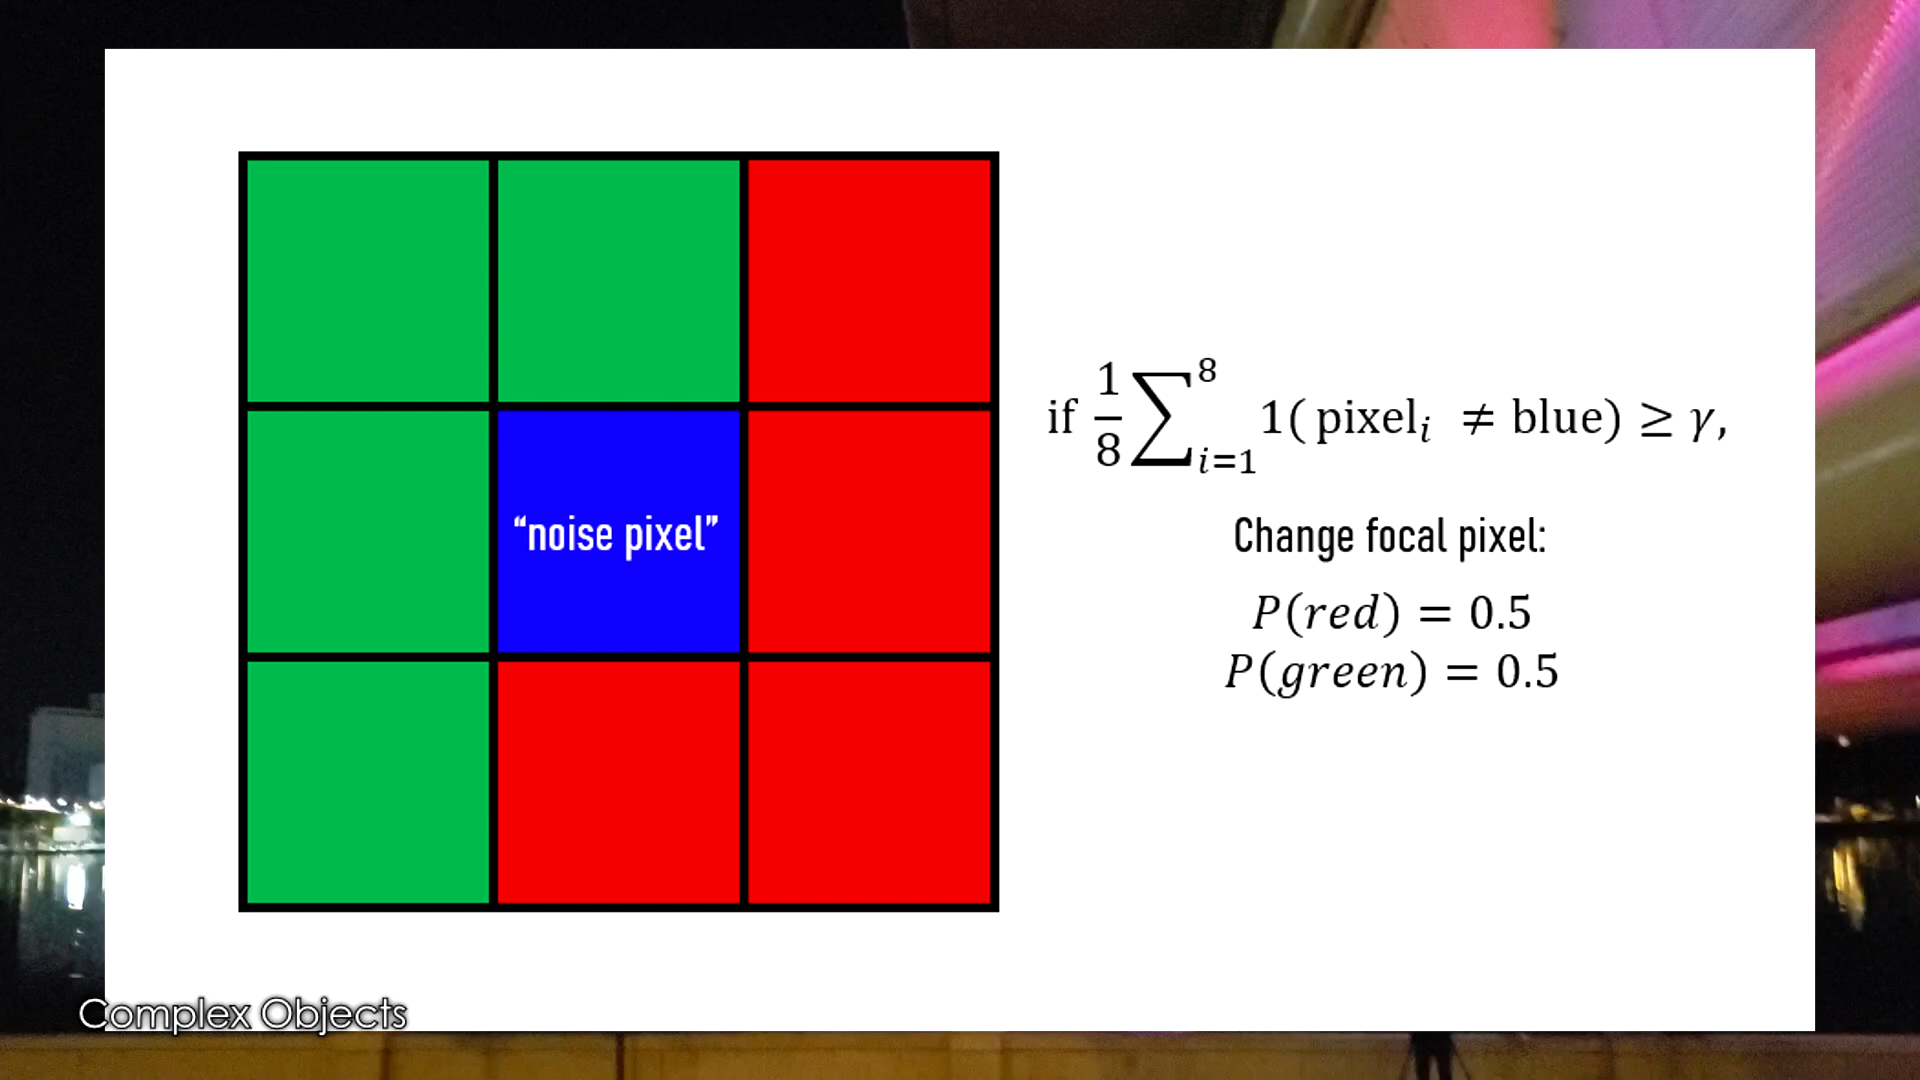 “noise pixel”
if 1/8 ∑_{i=1}^{8} 1( pixel_i ≠ blue) ≥ γ,
Change focal pixel:
P(red) = 0.5
P(green) = 0.5
Complex Objects